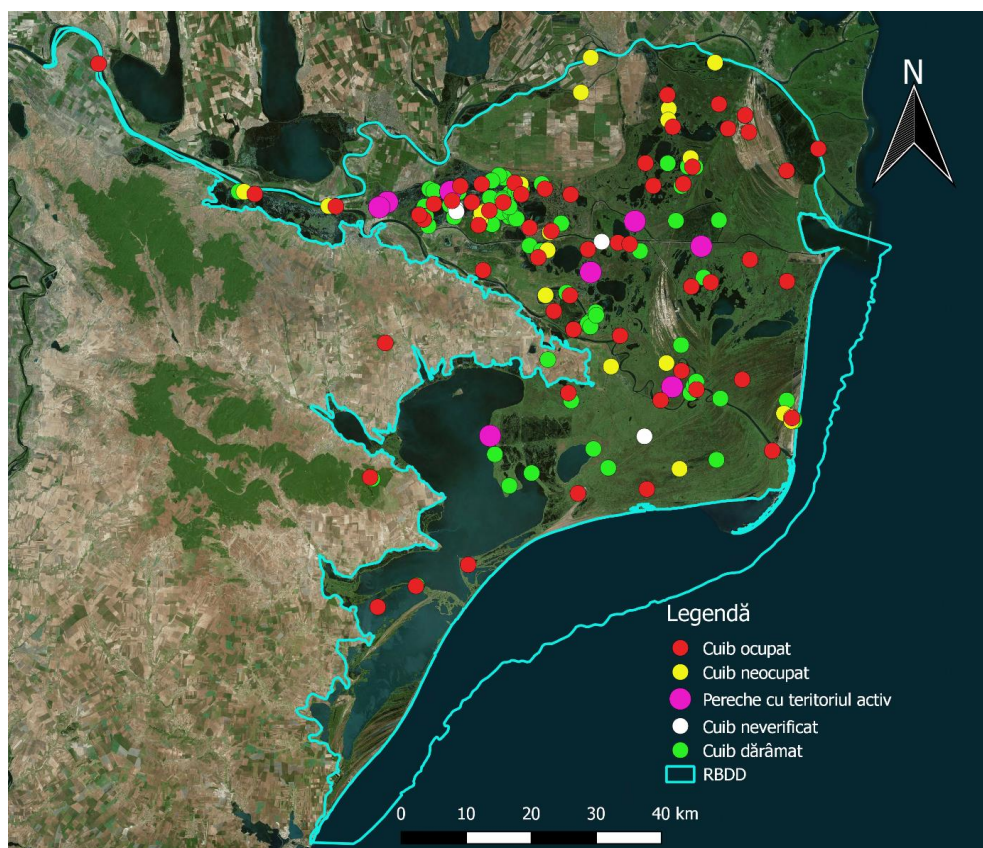 N
Legendă
Cuib ocupat
Cuib neocupat
Pereche cu teritoriul activ
Cuib neverificat
Cuib dărâmat
RBDD
0 10 20 30 40 km